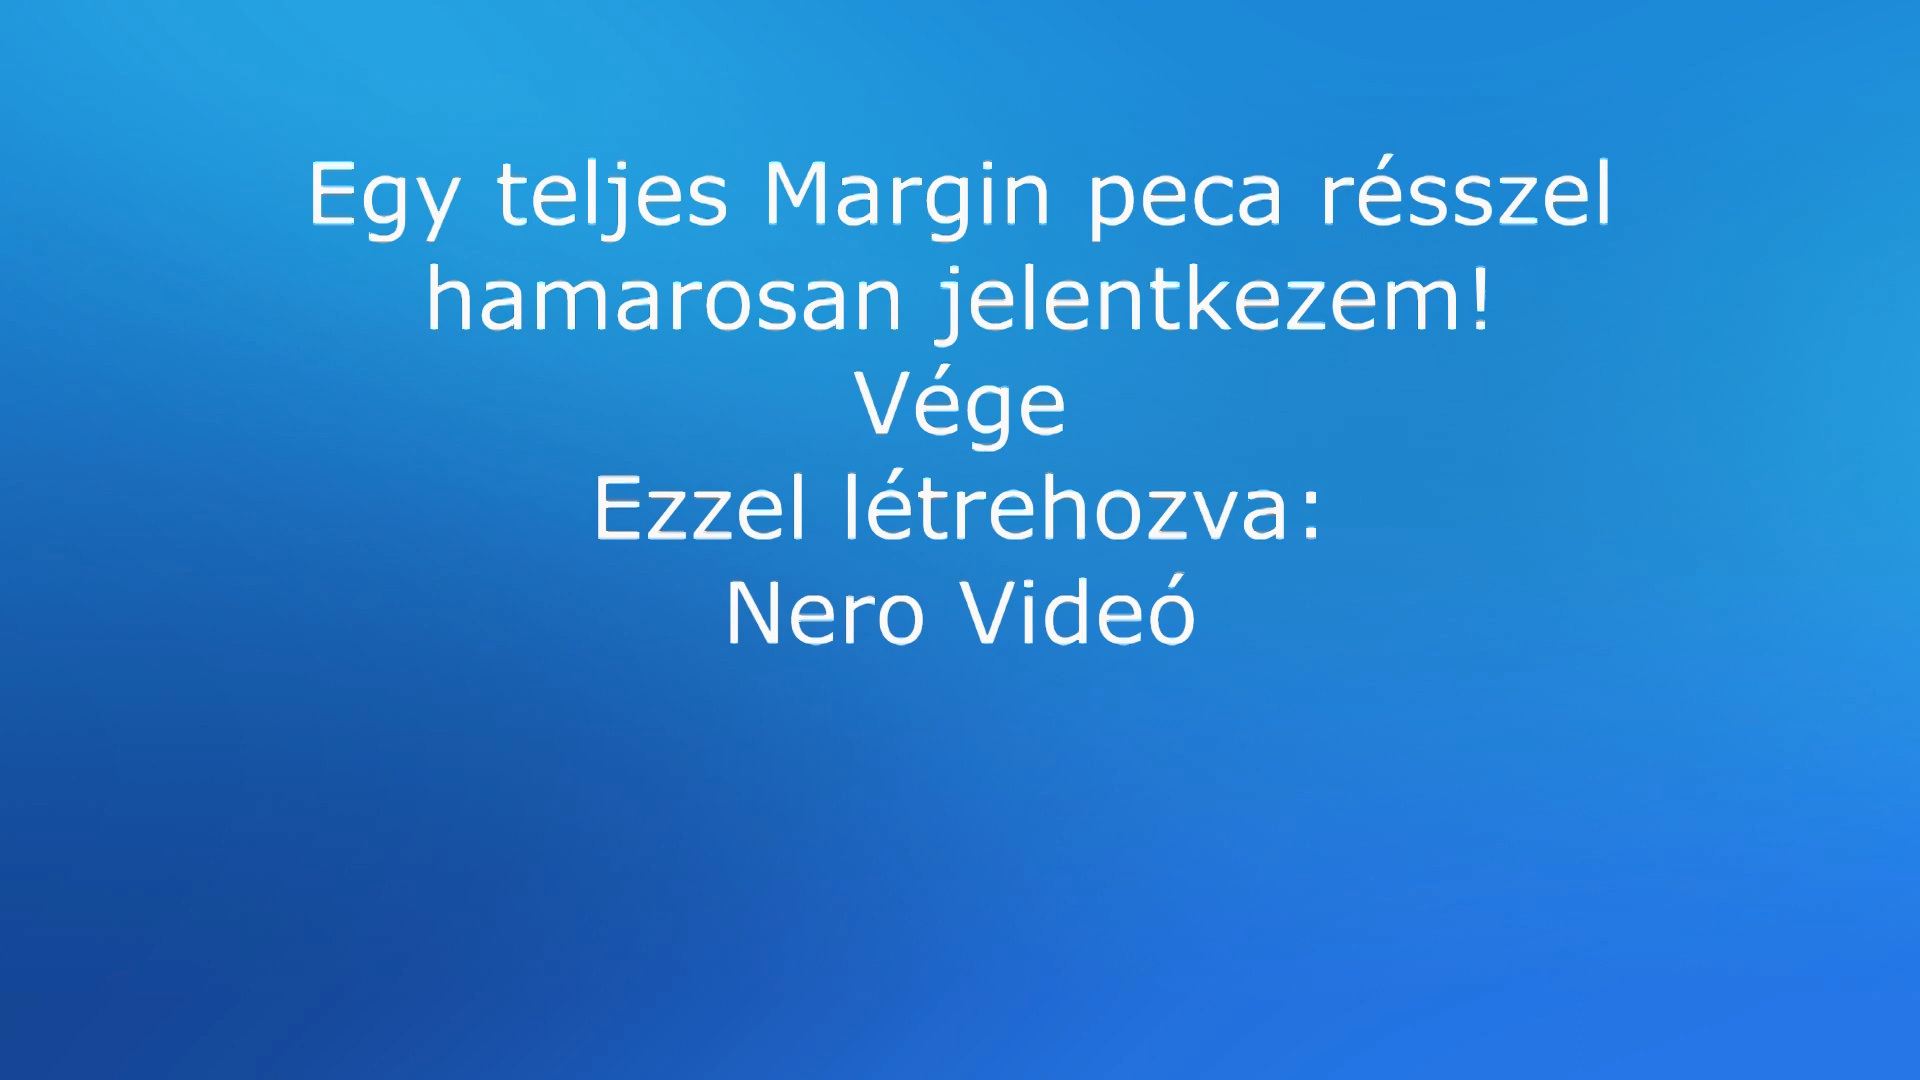 Egy teljes Margin peca résszel
hamarosan jelentkezem!
Vége
Ezzel létrehozva:
Nero Videó